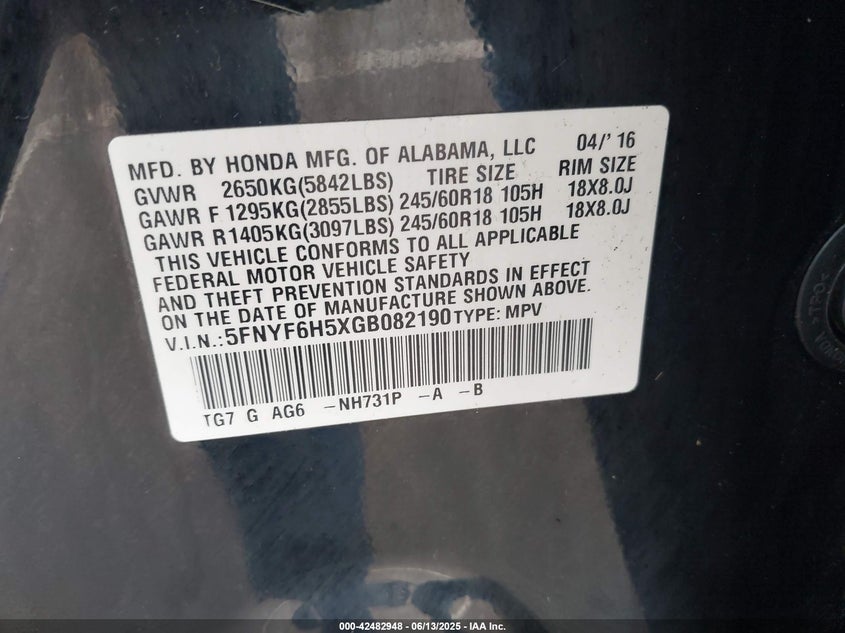 MFD. BY HONDA MFG. OF ALABAMA, LLC 04/'16
GVWR 2650KG(5842LBS) TIRE SIZE RIM SIZE
GAWR F 1295KG(2855LBS) 245/60R18 105H 18X8.0J
GAWR R1405KG(3097LBS) 245/60R18 105H 18X8.0J
THIS VEHICLE CONFORMS TO ALL APPLICABLE
FEDERAL MOTOR VEHICLE SAFETY
AND THEFT PREVENTION STANDARDS IN EFFECT
ON THE DATE OF MANUFACTURE SHOWN ABOVE.
V.I.N.:5FNYF6H5XGB082190 TYPE: MPV
TG7 G AG6 -NH731P -A -B
>TPO<
000-42482948 - 06/13/2025 - IAA Inc.